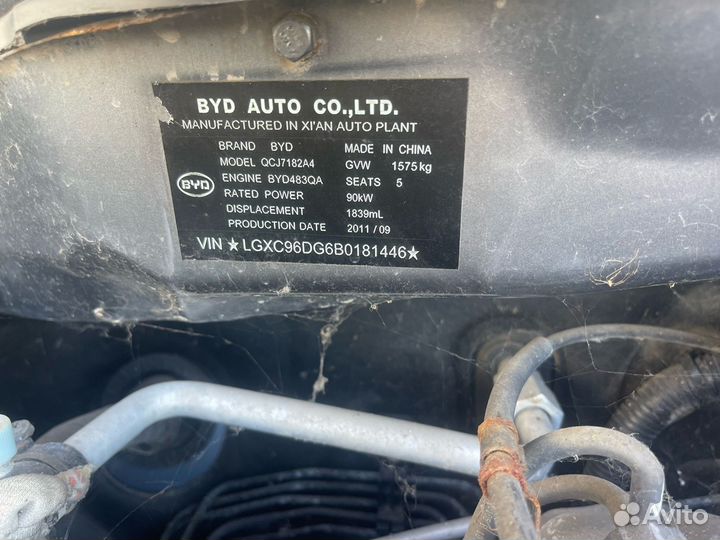 BYD AUTO CO.,LTD.
MANUFACTURED IN XI'AN AUTO PLANT
BRAND BYD MADE IN CHINA
MODEL QCJ7182A4 GVW 1575kg
ENGINE BYD483QA SEATS 5
RATED POWER 90kW
DISPLACEMENT 1839mL
PRODUCTION DATE 2011/09
BYD
VIN ★LGXC96DG6B0181446★
Avito